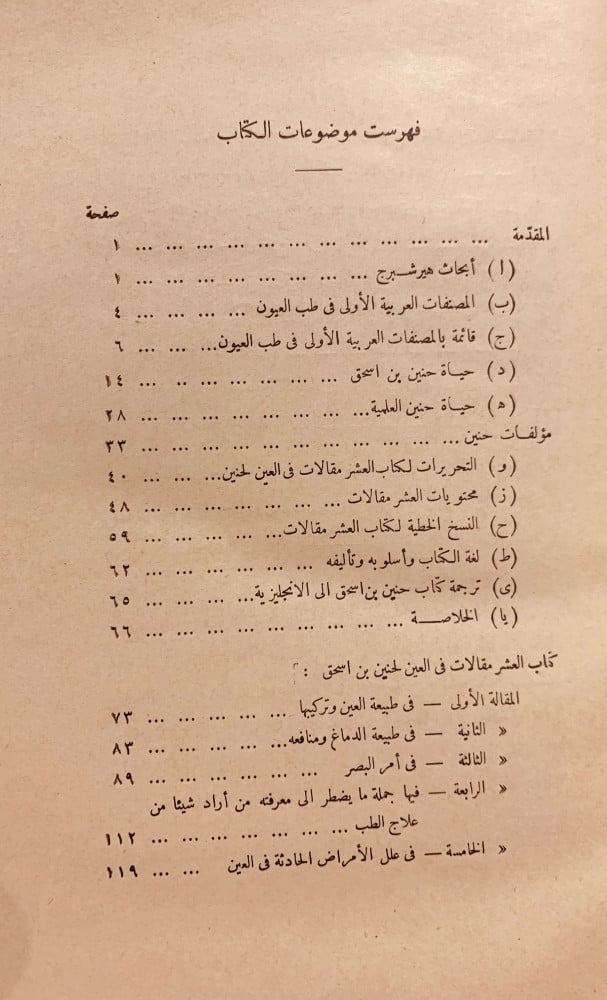 فهرست موضوعات الكتاب
صفحة
المقدّمة ... ... ... ... ... ... ... ... ... ... ... ... ١
(ا) أبحاث هيرشبرج ... ... ... ... ... ... ... ... ١
(ب) المصنفات العربية الأولى فى طب العيون ... ... ... ... ٤
(ج) قائمة بالمصنفات العربية الأولى فى طب العيون... ... ... ٦
(د) حياة حنين بن اسحق ... ... ... ... ... .. ... ... ١٤
(ه) حياة حنين العلمية... ... ... ... ... ... ... ... ٢٨
مؤلفات حنين ... ... ... ... ... ... ... ... ... ... ... ٣٣
(و) التحريرات لكتاب العشر مقالات فى العين لحنين... ... ... ٤٠
(ز) محتويات العشر مقالات ... ... ... ... ... ... ... ٤٨
(ح) النسخ الخطية لكتاب العشر مقالات... ... ... ... ... ٥٩
(ط) لغة الكتاب وأسلوبه وتأليفه ... ... ... ... ... ... ٦٢
(ى) ترجمة كتاب حنين بن اسحق الى الانجليزية... ... ... ... ٦٥
(يا) الخلاصة ... ... ... ... ... ... ... ... ... ٦٦
كتاب العشر مقالات فى العين لحنين بن اسحق :
المقالة الأولى — فى طبيعة العين وتركيبها ... ... ... ... ... ٧٣
« الثانية — فى طبيعة الدماغ ومنافعه... ... ... ... ... ٨٣
« الثالثة — فى أمر البصر ... ... ... ... ... ... ٨٩
« الرابعة — فيها جملة ما يضطر الى معرفته من أراد شيئا من
علاج الطب ... ... ... ... ... ... ... ١١٢
« الخامسة — فى علل الأمراض الحادثة فى العين ... ... ... ١١٩